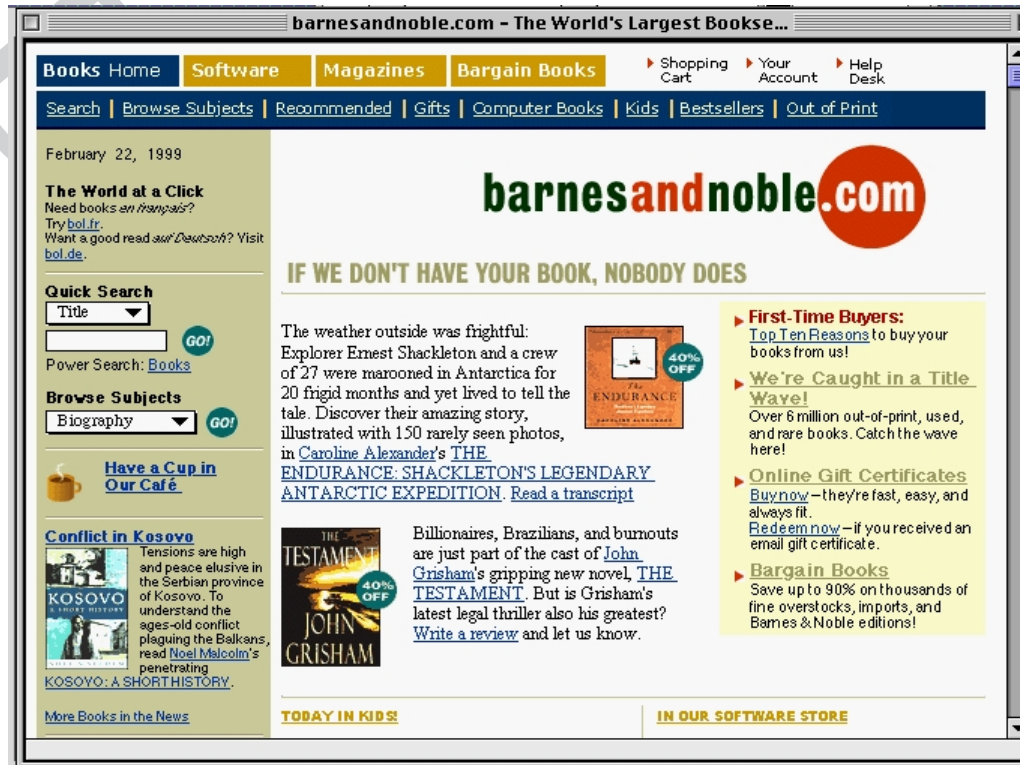 barnesandnoble.com - The World's Largest Bookse...
Books Home
Software
Magazines
Bargain Books
Shopping Cart
Your Account
Help Desk
Search | Browse Subjects | Recommended | Gifts | Computer Books | Kids | Bestsellers | Out of Print
February 22, 1999
The World at a Click
Need books en français?
Try bol.fr.
Want a good read auf Deutsch? Visit
bol.de.
Quick Search
Title
GO!
Power Search: Books
Browse Subjects
Biography
GO!
Have a Cup in
Our Café
Conflict in Kosovo
KOSOVO
A SHORT HISTORY
NOEL MALCOLM
Tensions are high
and peace elusive in
the Serbian province
of Kosovo. To
understand the
ages-old conflict
plaguing the Balkans,
read Noel Malcolm's
penetrating
KOSOVO: A SHORT HISTORY.
More Books in the News
barnesandnoble.com
IF WE DON'T HAVE YOUR BOOK, NOBODY DOES
The weather outside was frightful:
Explorer Ernest Shackleton and a crew
of 27 were marooned in Antarctica for
20 frigid months and yet lived to tell the
tale. Discover their amazing story,
illustrated with 150 rarely seen photos,
in Caroline Alexander's THE
ENDURANCE: SHACKLETON'S LEGENDARY
ANTARCTIC EXPEDITION. Read a transcript
The
ENDURANCE
CAROLINE ALEXANDER
40%
OFF
THE
TESTAMENT
JOHN
GRISHAM
40%
OFF
Billionaires, Brazilians, and burnouts
are just part of the cast of John
Grisham's gripping new novel, THE
TESTAMENT. But is Grisham's
latest legal thriller also his greatest?
Write a review and let us know.
First-Time Buyers:
Top Ten Reasons to buy your
books from us!
We're Caught in a Title
Wave!
Over 6 million out-of-print, used,
and rare books. Catch the wave
here!
Online Gift Certificates
Buy now—they're fast, easy, and
always fit.
Redeem now—if you received an
email gift certificate.
Bargain Books
Save up to 90% on thousands of
fine overstocks, imports, and
Barnes & Noble editions!
TODAY IN KIDS!
IN OUR SOFTWARE STORE